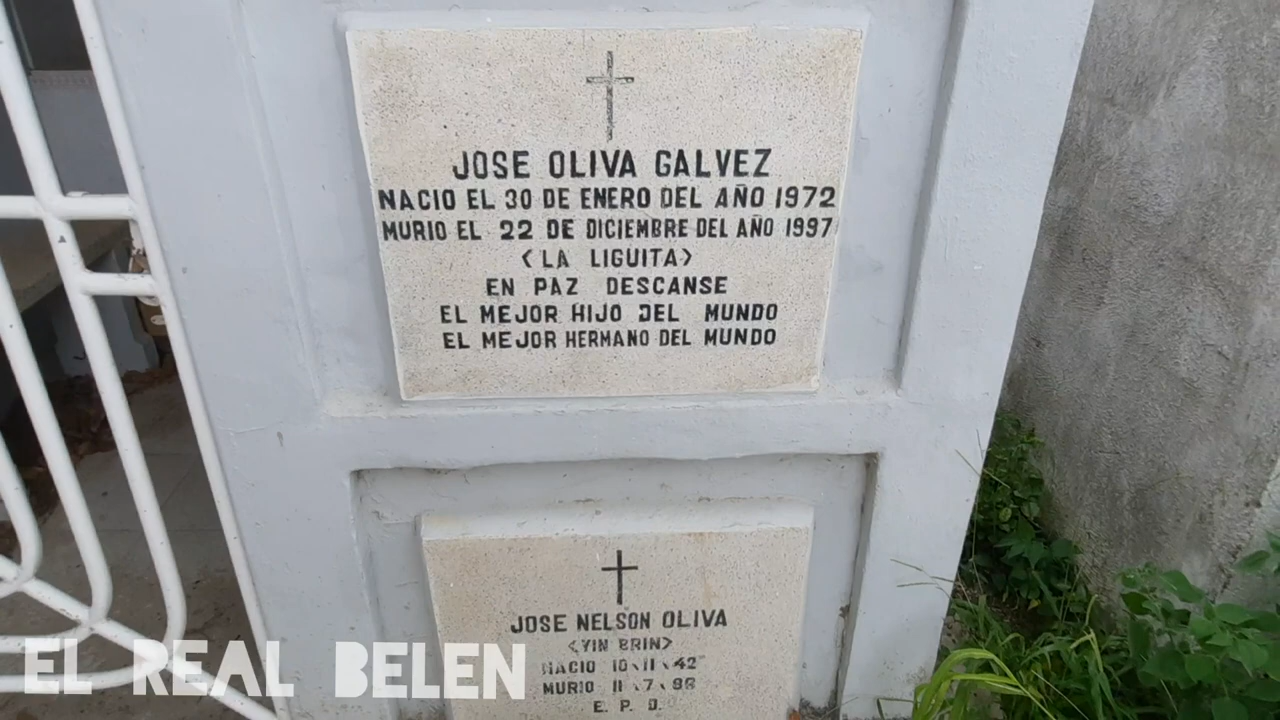 JOSE OLIVA GALVEZ
NACIO EL 30 DE ENERO DEL AÑO 1972
MURIO EL 22 DE DICIEMBRE DEL AÑO 1997
<LA LIGUITA>
EN PAZ DESCANSE
EL MEJOR HIJO DEL MUNDO
EL MEJOR HERMANO DEL MUNDO
JOSE NELSON OLIVA
<YIN BRIN>
NACIO 10.11.42
MURIO 11.7.98
E. P. D.
EL REAL BELEN